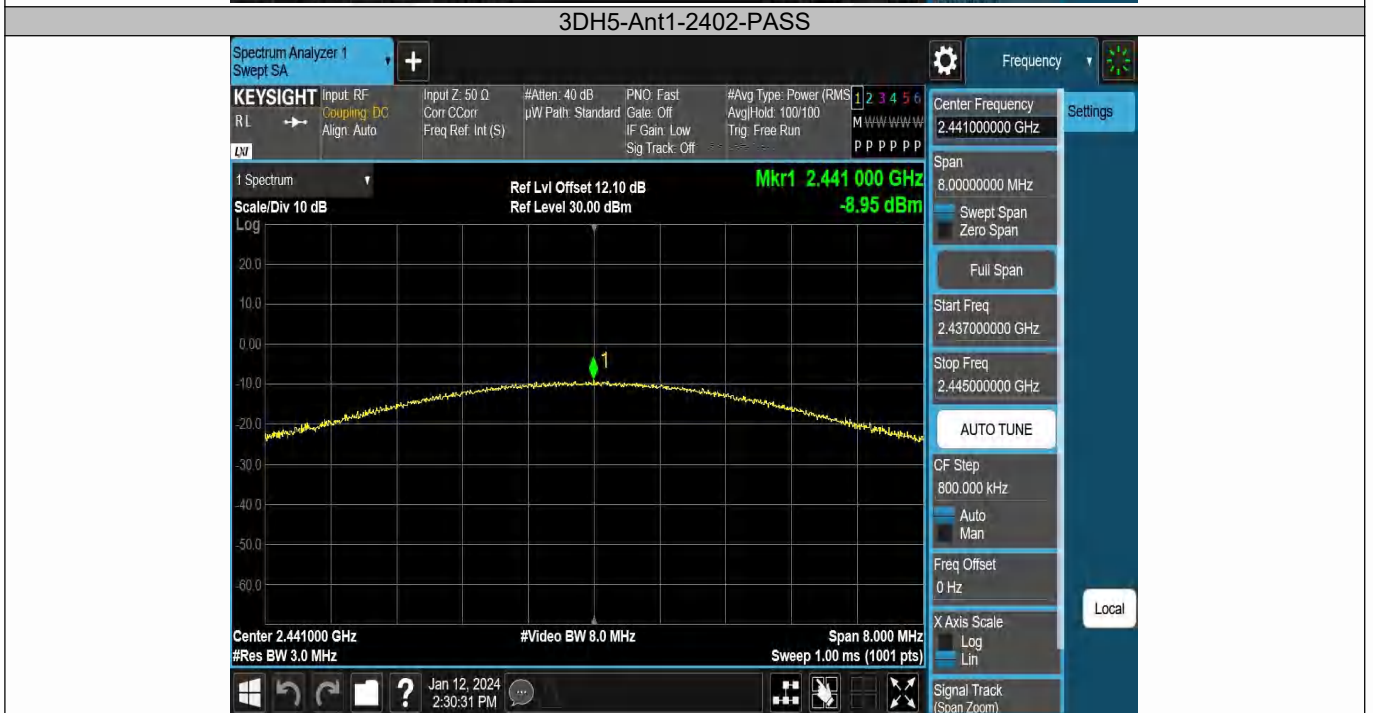 3DH5-Ant1-2402-PASS
Spectrum Analyzer 1
Swept SA
+
Frequency
KEYSIGHT
RL
LXI
Input: RF
Coupling: DC
Align: Auto
Input Z: 50 Ω
Corr CCorr
Freq Ref: Int (S)
#Atten: 40 dB
µW Path: Standard
PNO: Fast
Gate: Off
IF Gain: Low
Sig Track: Off
#Avg Type: Power (RMS
Avg|Hold: 100/100
Trig: Free Run
1 2 3 4 5 6
M W W W W W
P P P P P P
Center Frequency
2.441000000 GHz
Settings
1 Spectrum
Scale/Div 10 dB
Ref Lvl Offset 12.10 dB
Ref Level 30.00 dBm
Mkr1 2.441 000 GHz
-8.95 dBm
Log
20.0
10.0
0.00
-10.0
-20.0
-30.0
-40.0
-50.0
-60.0
1
Span
8.00000000 MHz
Swept Span
Zero Span
Full Span
Start Freq
2.437000000 GHz
Stop Freq
2.445000000 GHz
AUTO TUNE
CF Step
800.000 kHz
Auto
Man
Freq Offset
0 Hz
Local
X Axis Scale
Log
Lin
Signal Track
(Span Zoom)
Center 2.441000 GHz
#Res BW 3.0 MHz
#Video BW 8.0 MHz
Span 8.000 MHz
Sweep 1.00 ms (1001 pts)
?
Jan 12, 2024
2:30:31 PM